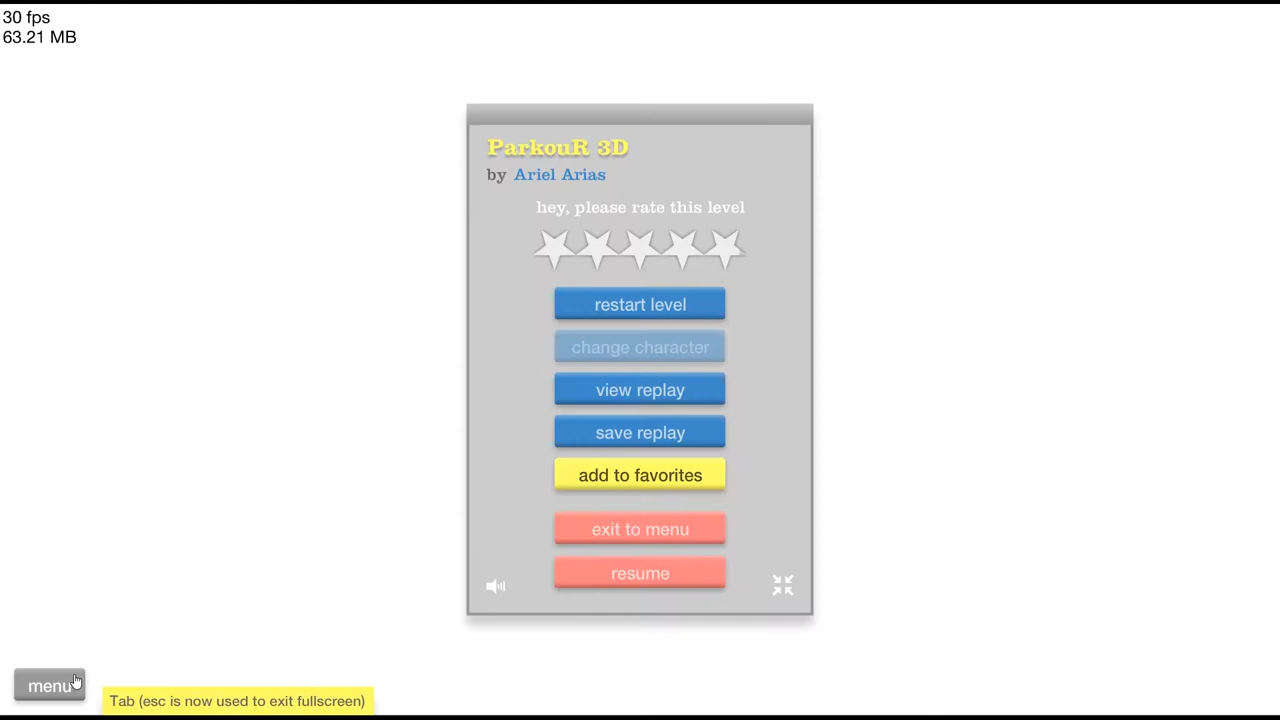 30 fps
63.21 MB
ParkouR 3D
by Ariel Arias
hey, please rate this level
restart level
change character
view replay
save replay
add to favorites
exit to menu
resume
menu
Tab (esc is now used to exit fullscreen)